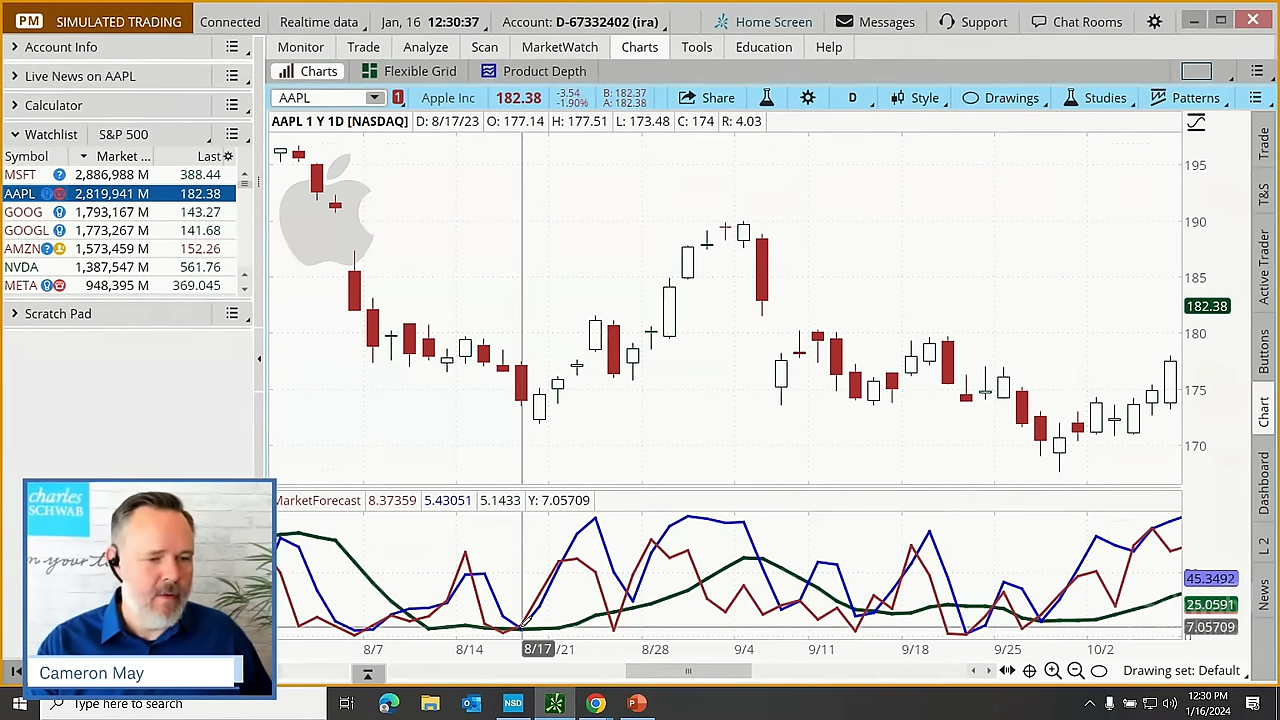 PM SIMULATED TRADING Connected Realtime data Jan, 16 12:30:37 Account: D-67332402 (ira) Home Screen Messages Support Chat Rooms
Account Info Monitor Trade Analyze Scan MarketWatch Charts Tools Education Help
Live News on AAPL Charts Flexible Grid Product Depth
Calculator AAPL 1 Apple Inc 182.38 -3.54 -1.90% B: 182.37 A: 182.38 Share D Style Drawings Studies Patterns
Watchlist S&P 500 AAPL 1 Y 1D [NASDAQ] D: 8/17/23 O: 177.14 H: 177.51 L: 173.48 C: 174 R: 4.03
Symbol Market ... Last
MSFT 2,886,988 M 388.44
AAPL 2,819,941 M 182.38
GOOG 1,793,167 M 143.27
GOOGL 1,773,267 M 141.68
AMZN 1,573,459 M 152.26
NVDA 1,387,547 M 561.76
META 948,395 M 369.045
Scratch Pad
195
190
185
182.38
180
175
170
Trade
T&S
Active Trader
Buttons
Chart
Dashboard
L 2
News
MarketForecast 8.37359 5.43051 5.1433 Y: 7.05709
45.3492
25.0591
7.05709
8/7 8/14 8/17 /21 8/28 9/4 9/11 9/18 9/25 10/2
Drawing set: Default
charles
SCHWAB
Cameron May
Type here to search
NSD
12:30 PM
1/16/2024